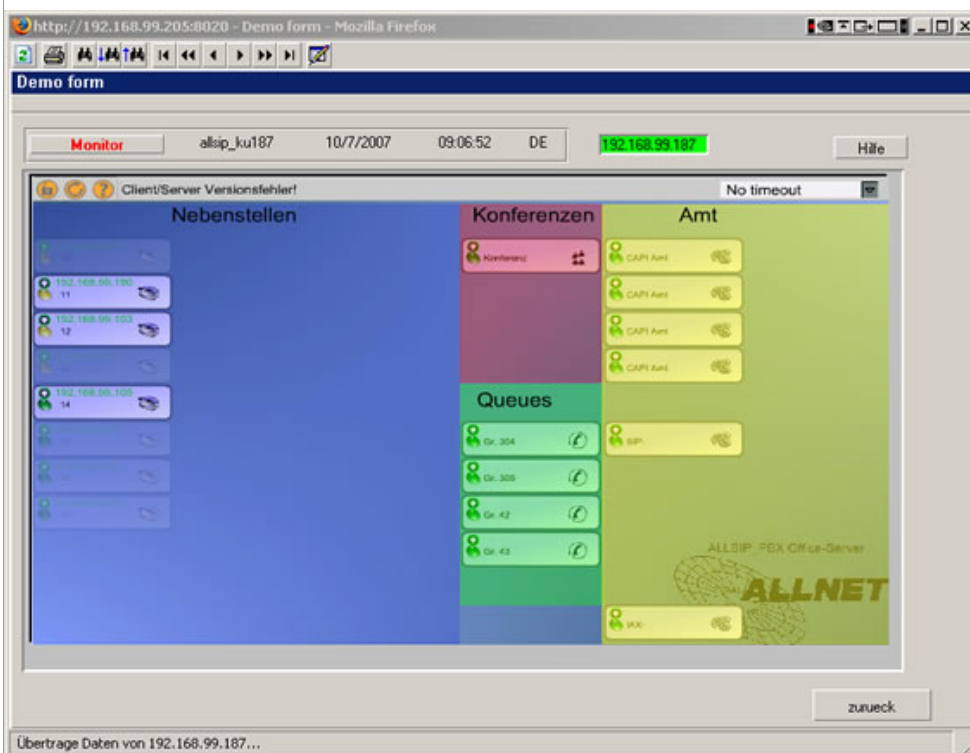 http://192.168.99.205:8020 - Demo form - Mozilla Firefox
Demo form
Monitor allsip_ku187 10/7/2007 09:06:52 DE 192.168.99.187 Hilfe
Client/Server Versionsfehler! No timeout
Nebenstellen Konferenzen Amt
Konferenz CAPI Amt
192.168.99.190
11 CAPI Amt
192.168.99.103
12 CAPI Amt
CAPI Amt
192.168.99.105
14
Queues
Gr. 304 SIP-
Gr. 305
Gr. 42
Gr. 43
ALLSIP_PBX Office-Server
ALLNET
IAX-
zurueck
Übertrage Daten von 192.168.99.187...